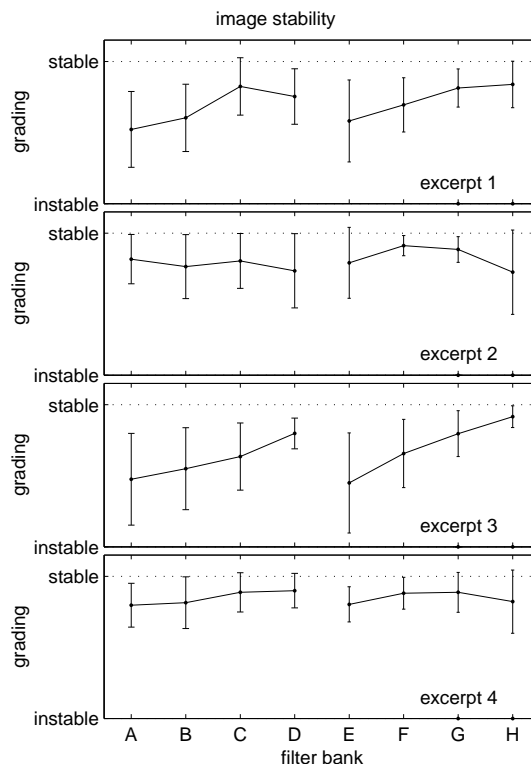 image stability
stable
grading
excerpt 1
instable
stable
grading
excerpt 2
instable
stable
grading
excerpt 3
instable
stable
grading
excerpt 4
instable
A B C D E F G H
filter bank